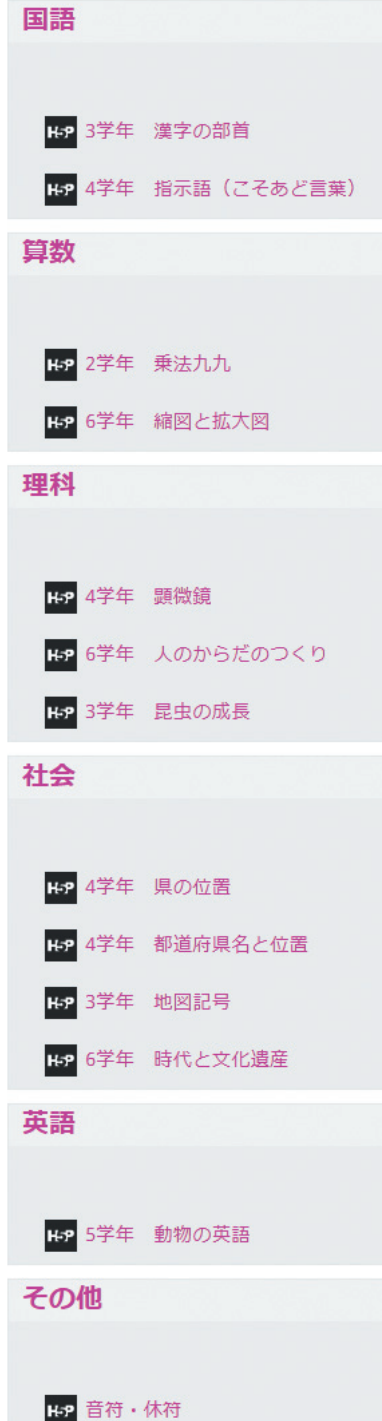 国語
H5P 3学年 漢字の部首
H5P 4学年 指示語（こそあど言葉）
算数
H5P 2学年 乗法九九
H5P 6学年 縮図と拡大図
理科
H5P 4学年 顕微鏡
H5P 6学年 人のからだのつくり
H5P 3学年 昆虫の成長
社会
H5P 4学年 県の位置
H5P 4学年 都道府県名と位置
H5P 3学年 地図記号
H5P 6学年 時代と文化遺産
英語
H5P 5学年 動物の英語
その他
H5P 音符・休符